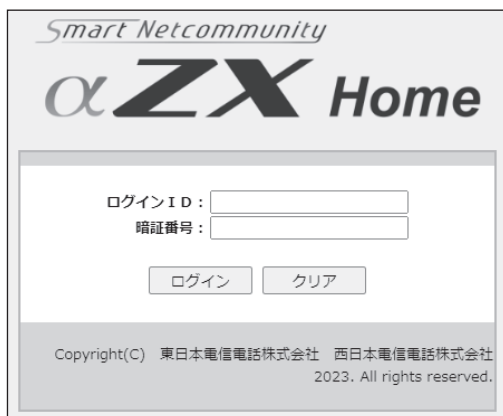 Smart Netcommunity
αZX Home
ログインＩＤ：
暗証番号：
ログイン クリア
Copyright(C)　東日本電信電話株式会社　西日本電信電話株式会社
2023. All rights reserved.